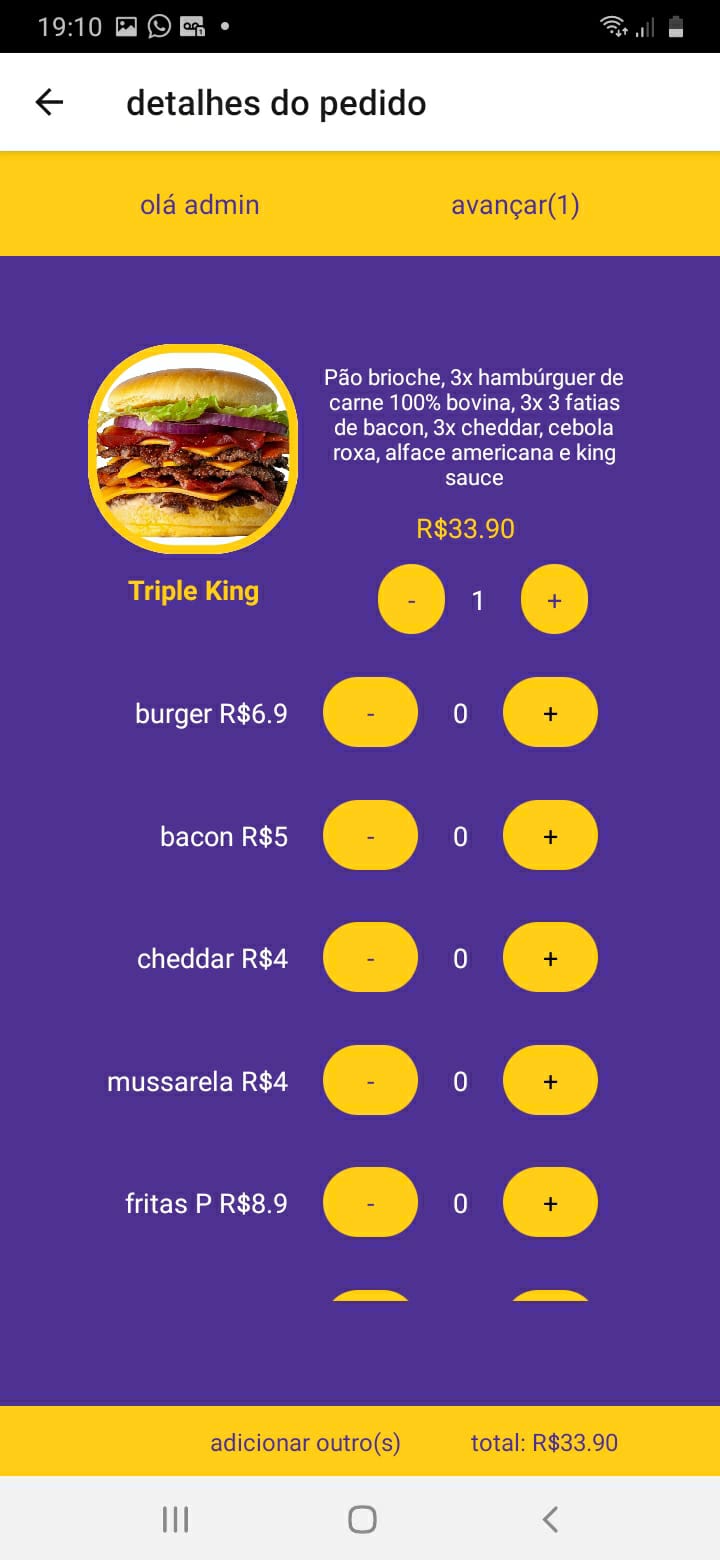 19:10
detalhes do pedido
olá admin
avançar(1)
Pão brioche, 3x hambúrguer de
carne 100% bovina, 3x 3 fatias
de bacon, 3x cheddar, cebola
roxa, alface americana e king
sauce
R$33.90
Triple King
- 1 +
burger R$6.9 - 0 +
bacon R$5 - 0 +
cheddar R$4 - 0 +
mussarela R$4 - 0 +
fritas P R$8.9 - 0 +
adicionar outro(s)
total: R$33.90